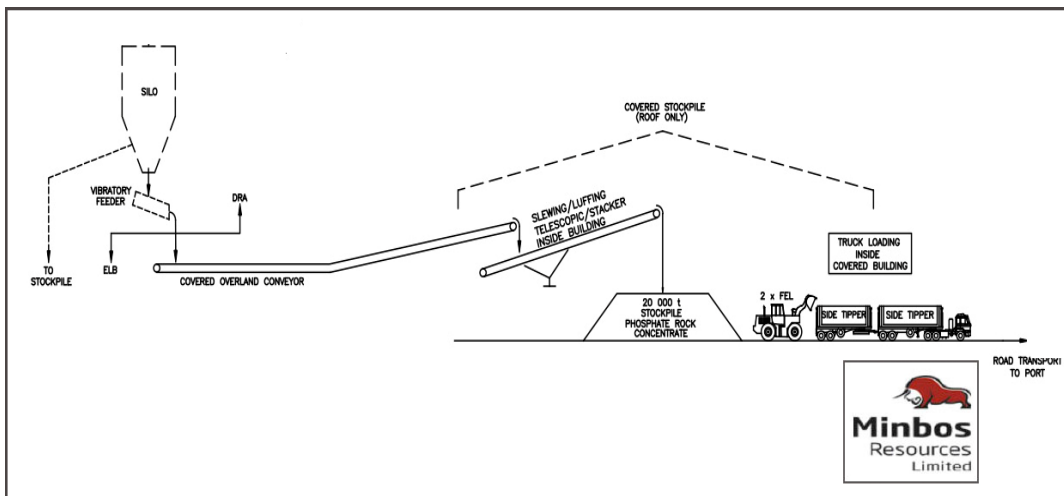 SILO
VIBRATORY
FEEDER
DRA
TO
STOCKPILE
ELB
COVERED OVERLAND CONVEYOR
COVERED STOCKPILE
(ROOF ONLY)
SLEWING/LUFFING
TELESCOPIC/STACKER
INSIDE BUILDING
20 000 t
STOCKPILE
PHOSPHATE ROCK
CONCENTRATE
TRUCK LOADING
INSIDE
COVERED BUILDING
2 x FEL
SIDE TIPPER
SIDE TIPPER
ROAD TRANSPORT
TO PORT
Minbos
Resources
Limited